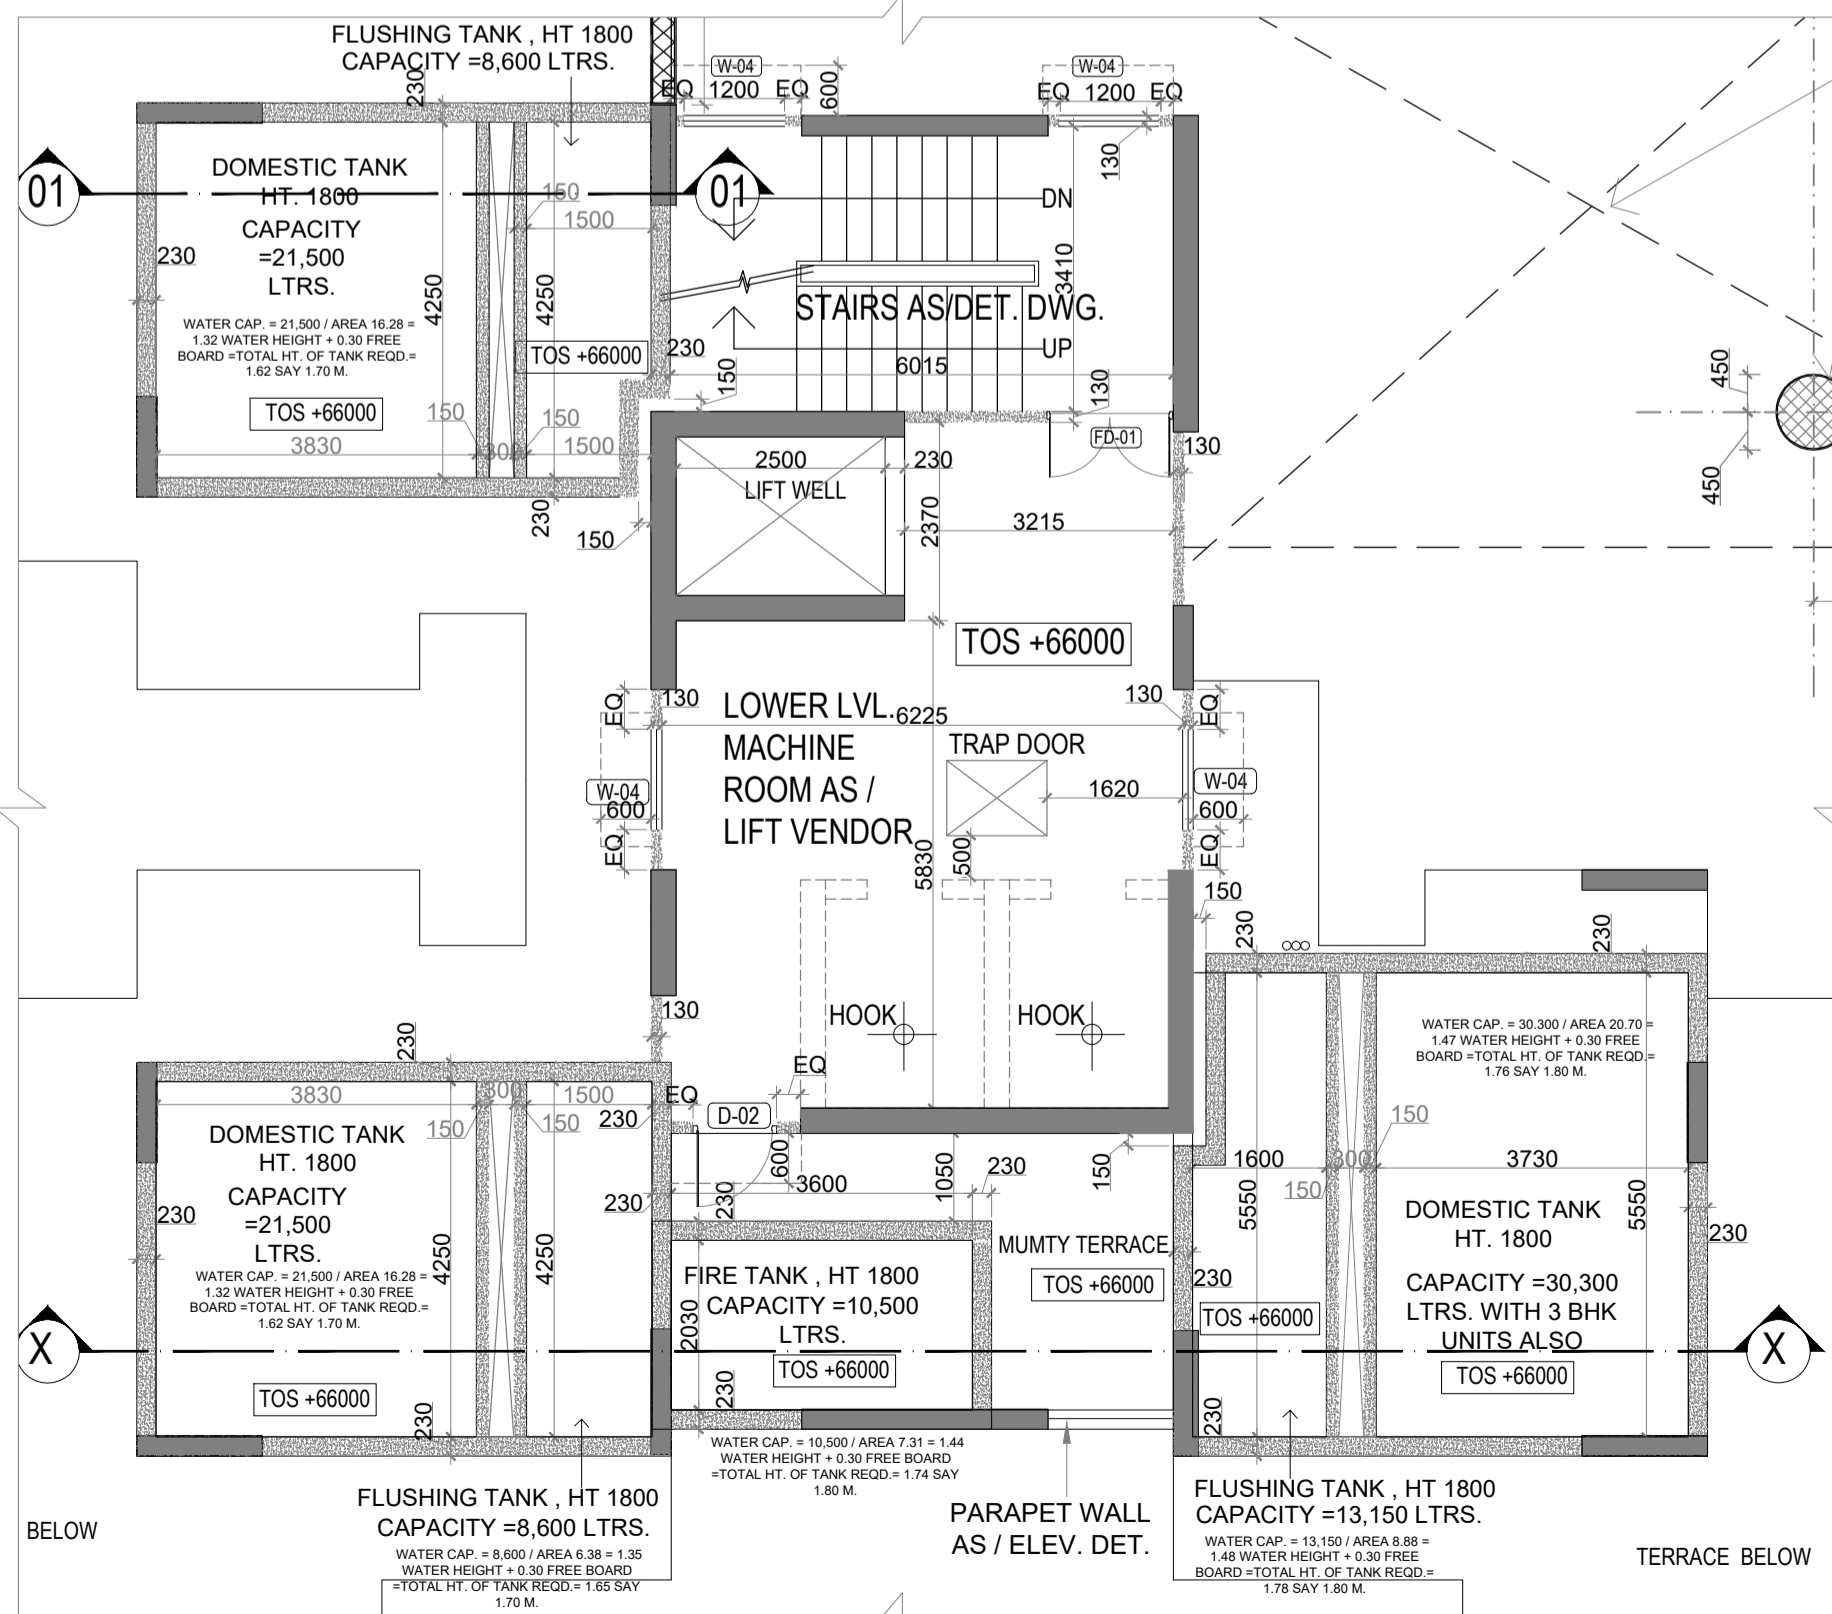 FLUSHING TANK , HT 1800
CAPACITY =8,600 LTRS.
230
W-04
EQ 1200 EQ
600
W-04
EQ 1200 EQ
130
01
DOMESTIC TANK
HT. 1800
CAPACITY
=21,500
LTRS.
230
4250
WATER CAP. = 21,500 / AREA 16.28 =
1.32 WATER HEIGHT + 0.30 FREE
BOARD =TOTAL HT. OF TANK REQD.=
1.62 SAY 1.70 M.
TOS +66000
150
3830
300
150
1500
150
1500
4250
TOS +66000
230
150
01
DN
3410
STAIRS AS/DET. DWG.
UP
230
150
6015
130
FD-01
130
2500
LIFT WELL
230
2370
3215
450
450
TOS +66000
EQ
130
LOWER LVL.
MACHINE
ROOM AS /
LIFT VENDOR
6225
130
EQ
TRAP DOOR
W-04
600
1620
W-04
600
EQ
5830
500
EQ
150
230
230
HOOK
HOOK
130
230
EQ
EQ
D-02
3830
300
1500
150
150
230
DOMESTIC TANK
HT. 1800
CAPACITY
=21,500
LTRS.
230
4250
4250
WATER CAP. = 21,500 / AREA 16.28 =
1.32 WATER HEIGHT + 0.30 FREE
BOARD =TOTAL HT. OF TANK REQD.=
1.62 SAY 1.70 M.
X
TOS +66000
230
230
600
3600
230
1050
230
150
MUMTY TERRACE
TOS +66000
FIRE TANK , HT 1800
CAPACITY =10,500
LTRS.
2030
TOS +66000
230
WATER CAP. = 30.300 / AREA 20.70 =
1.47 WATER HEIGHT + 0.30 FREE
BOARD =TOTAL HT. OF TANK REQD.=
1.76 SAY 1.80 M.
150
1600
300
3730
150
5550
5550
DOMESTIC TANK
HT. 1800
CAPACITY =30,300
LTRS. WITH 3 BHK
UNITS ALSO
TOS +66000
230
230
TOS +66000
230
X
WATER CAP. = 10,500 / AREA 7.31 = 1.44
WATER HEIGHT + 0.30 FREE BOARD
=TOTAL HT. OF TANK REQD.= 1.74 SAY
1.80 M.
FLUSHING TANK , HT 1800
CAPACITY =8,600 LTRS.
WATER CAP. = 8,600 / AREA 6.38 = 1.35
WATER HEIGHT + 0.30 FREE BOARD
=TOTAL HT. OF TANK REQD.= 1.65 SAY
1.70 M.
PARAPET WALL
AS / ELEV. DET.
FLUSHING TANK , HT 1800
CAPACITY =13,150 LTRS.
WATER CAP. = 13,150 / AREA 8.88 =
1.48 WATER HEIGHT + 0.30 FREE
BOARD =TOTAL HT. OF TANK REQD.=
1.78 SAY 1.80 M.
BELOW
TERRACE BELOW